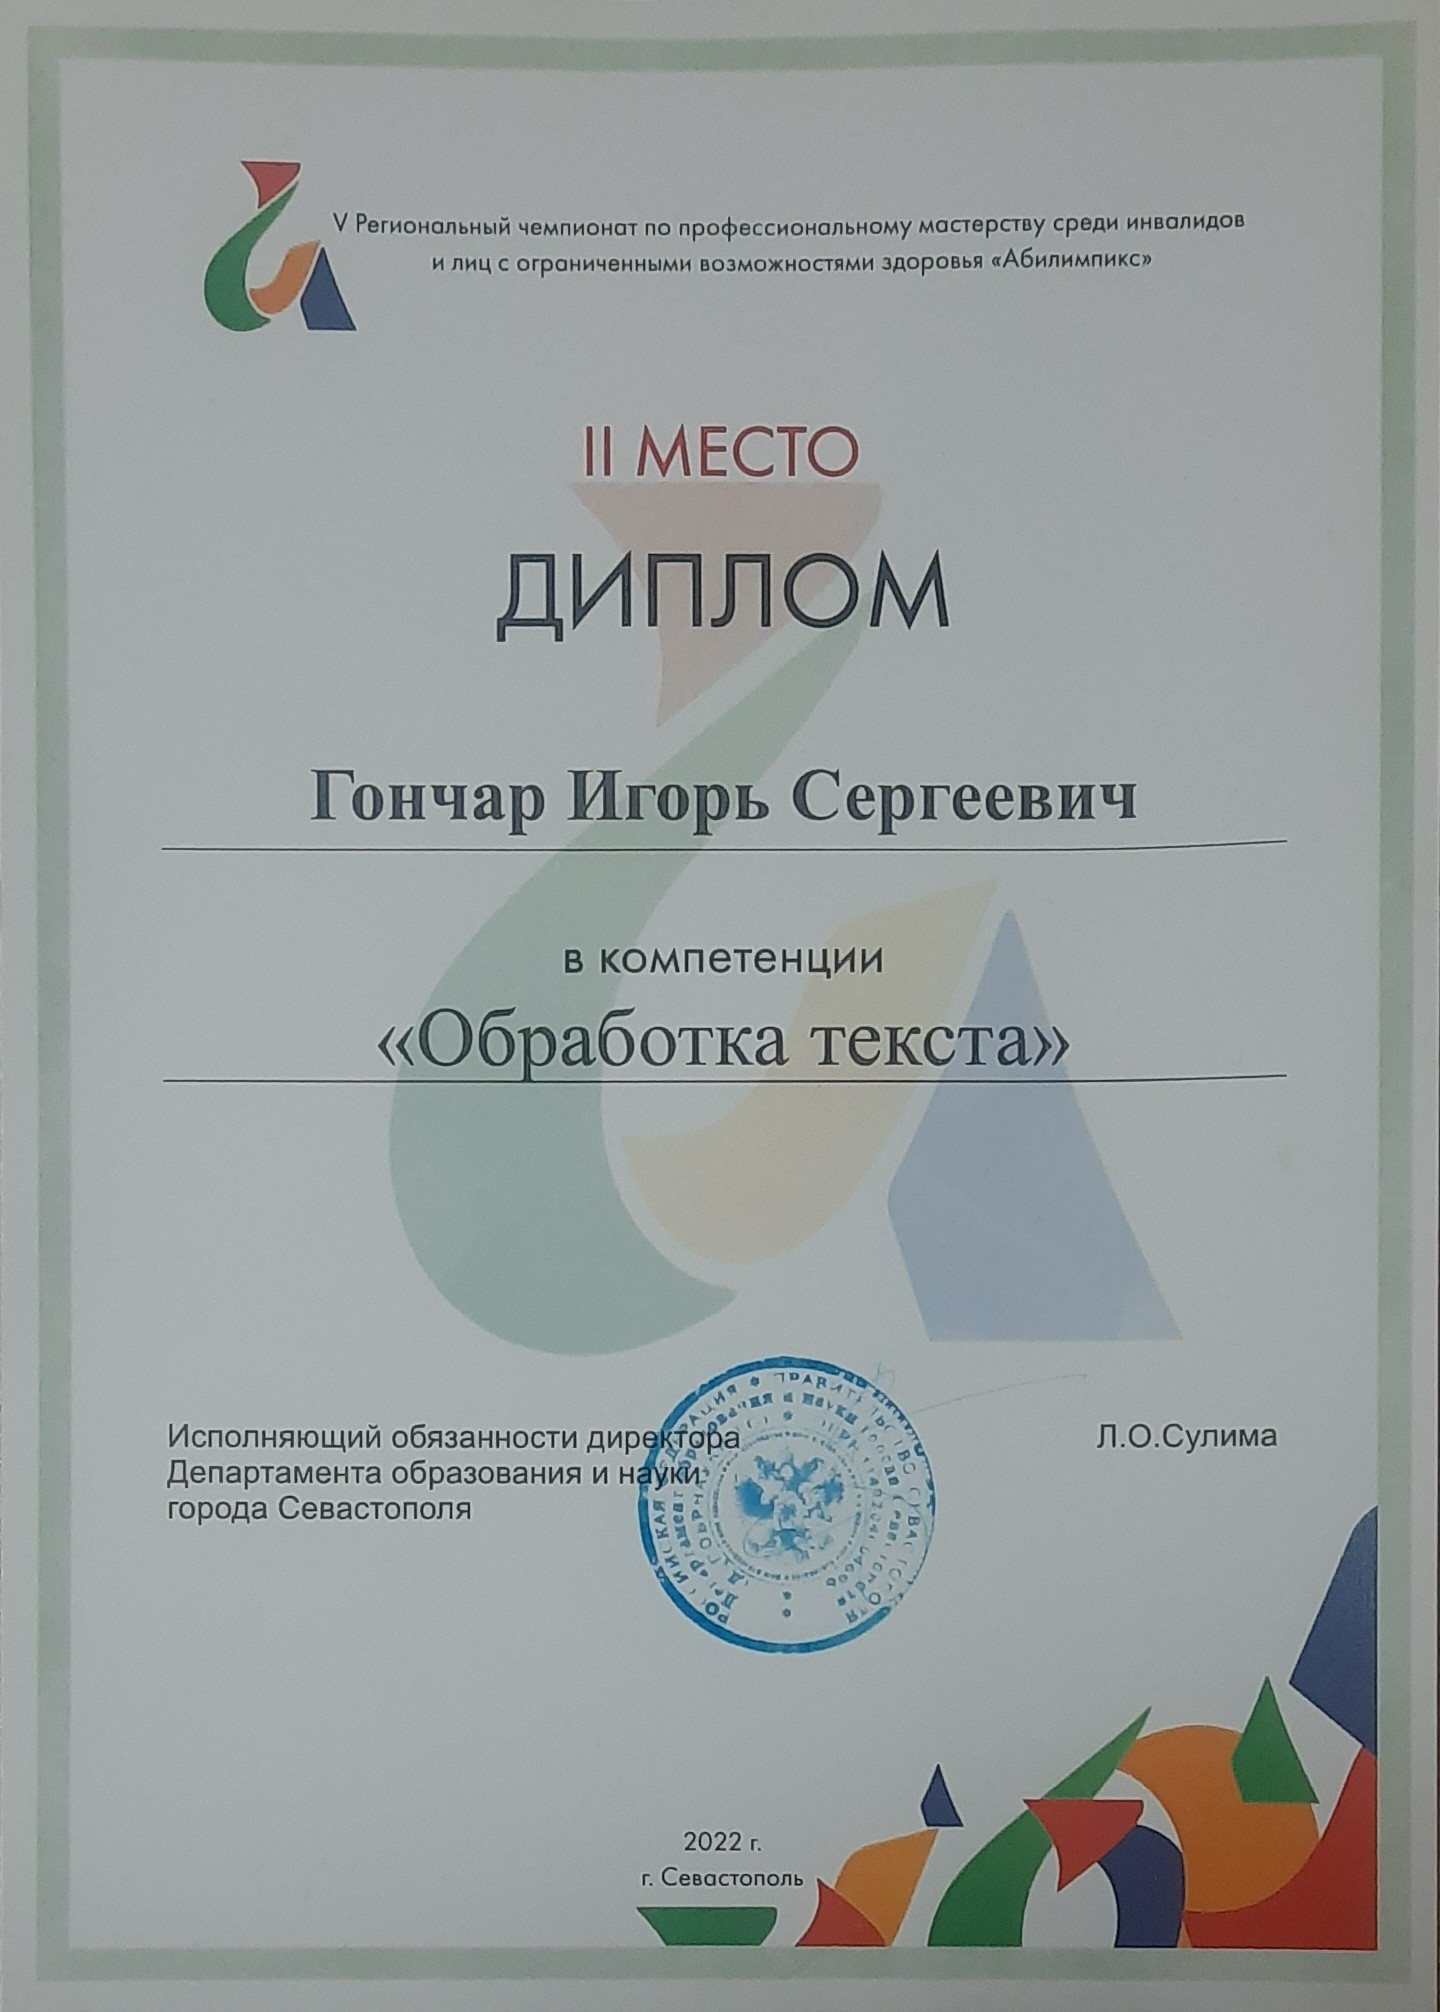 V Региональный чемпионат по профессиональному мастерству среди инвалидов
и лиц с ограниченными возможностями здоровья «Абилимпикс»
II МЕСТО
ДИПЛОМ
Гончар Игорь Сергеевич
в компетенции
«Обработка текста»
Исполняющий обязанности директора
Департамента образования и науки
города Севастополя
Л.О.Сулима
2022 г.
г. Севастополь